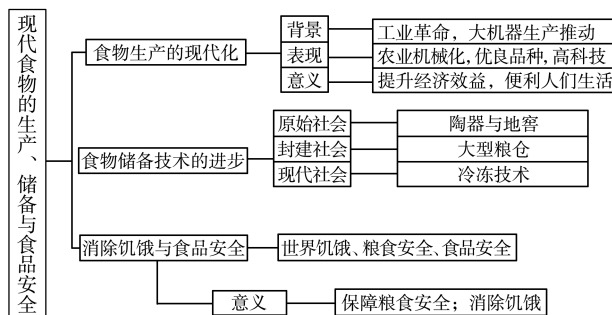 现代食物的生产、储备与食品安全
食物生产的现代化
背景
工业革命，大机器生产推动
表现
农业机械化，优良品种，高科技
意义
提升经济效益，便利人们生活
食物储备技术的进步
原始社会
陶器与地窖
封建社会
大型粮仓
现代社会
冷冻技术
消除饥饿与食品安全
世界饥饿、粮食安全、食品安全
意义
保障粮食安全；消除饥饿